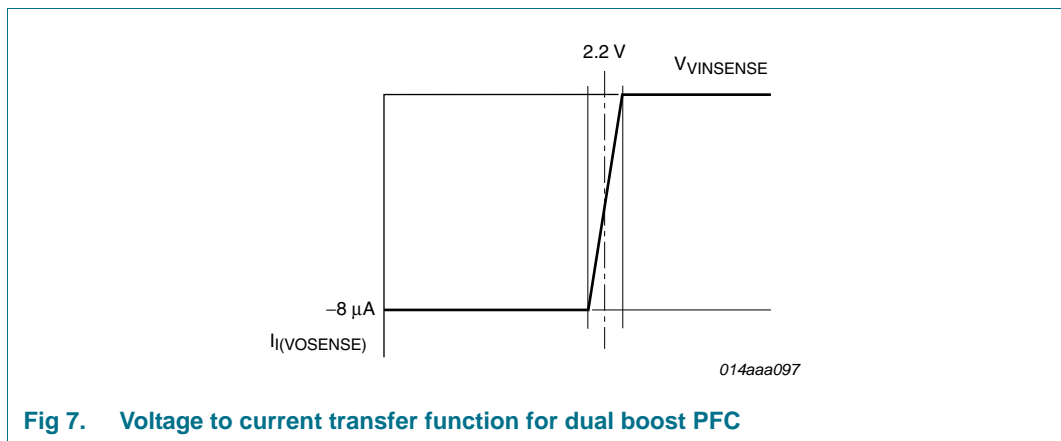 2.2 V
VVINSENSE
−8 μA
II(VOSENSE)
014aaa097
Fig 7. Voltage to current transfer function for dual boost PFC